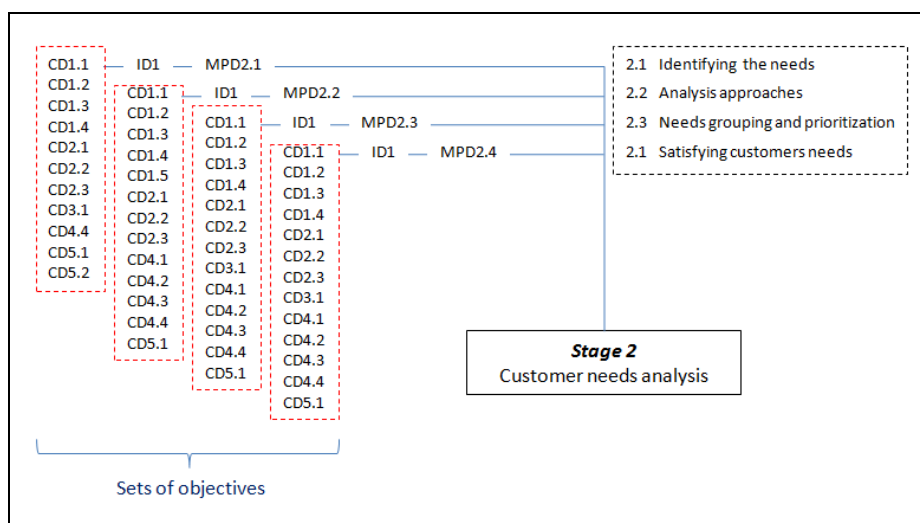 CD1.1 ID1 MPD2.1
CD1.2
CD1.3
CD1.4
CD2.1
CD2.2
CD2.3
CD3.1
CD4.4
CD5.1
CD5.2
CD1.1 ID1 MPD2.2
CD1.2
CD1.3
CD1.4
CD1.5
CD2.1
CD2.2
CD2.3
CD4.1
CD4.2
CD4.3
CD4.4
CD5.1
CD1.1 ID1 MPD2.3
CD1.2
CD1.3
CD1.4
CD2.1
CD2.2
CD2.3
CD3.1
CD4.1
CD4.2
CD4.3
CD4.4
CD5.1
CD1.1 ID1 MPD2.4
CD1.2
CD1.3
CD1.4
CD2.1
CD2.2
CD2.3
CD3.1
CD4.1
CD4.2
CD4.3
CD4.4
CD5.1
2.1 Identifying the needs
2.2 Analysis approaches
2.3 Needs grouping and prioritization
2.1 Satisfying customers needs
Stage 2
Customer needs analysis
Sets of objectives